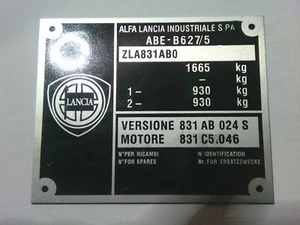 ALFA LANCIA INDUSTRIALE S.P.A
ABE-B627/5
ZLA831AB0
1665 kg
– kg
1– 930 kg
2– 930 kg
LANCIA
VERSIONE 831 AB 024 S
MOTORE 831 C5.046
N°PER RICAMBI N°IDENTIFICATION
N°FOR SPARES Nr. FUR ERSATZZWECKE